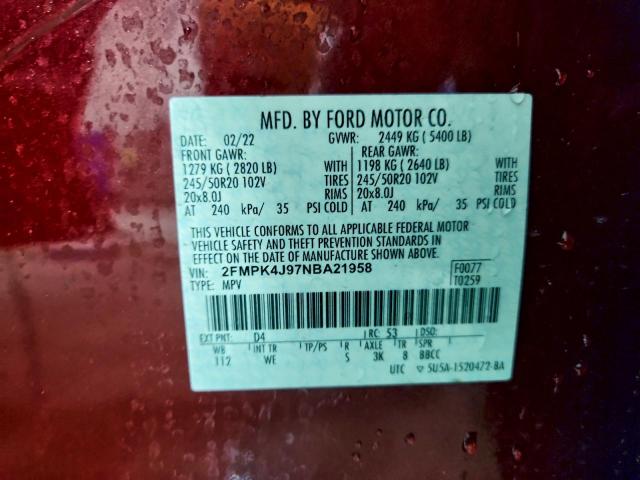 MFD. BY FORD MOTOR CO.
DATE: 02/22 GVWR: 2449 KG ( 5400 LB)
FRONT GAWR: REAR GAWR:
1279 KG ( 2820 LB) WITH 1198 KG ( 2640 LB) WITH
245/50R20 102V TIRES 245/50R20 102V TIRES
20x8.0J RIMS 20x8.0J RIMS
AT 240 kPa/ 35 PSI COLD AT 240 kPa/ 35 PSI COLD
THIS VEHICLE CONFORMS TO ALL APPLICABLE FEDERAL MOTOR
VEHICLE SAFETY AND THEFT PREVENTION STANDARDS IN
EFFECT ON THE DATE OF MANUFACTURE SHOWN ABOVE.
VIN: 2FMPK4J97NBA21958 F0077
TYPE: MPV T0259
EXT PNT: D4 RC: 53 DSO:
WB INT TR TP/PS R AXLE TR SPR
112 WE S 3K 8 BBCC
UTC ▽ 5U5A-1520472-BA